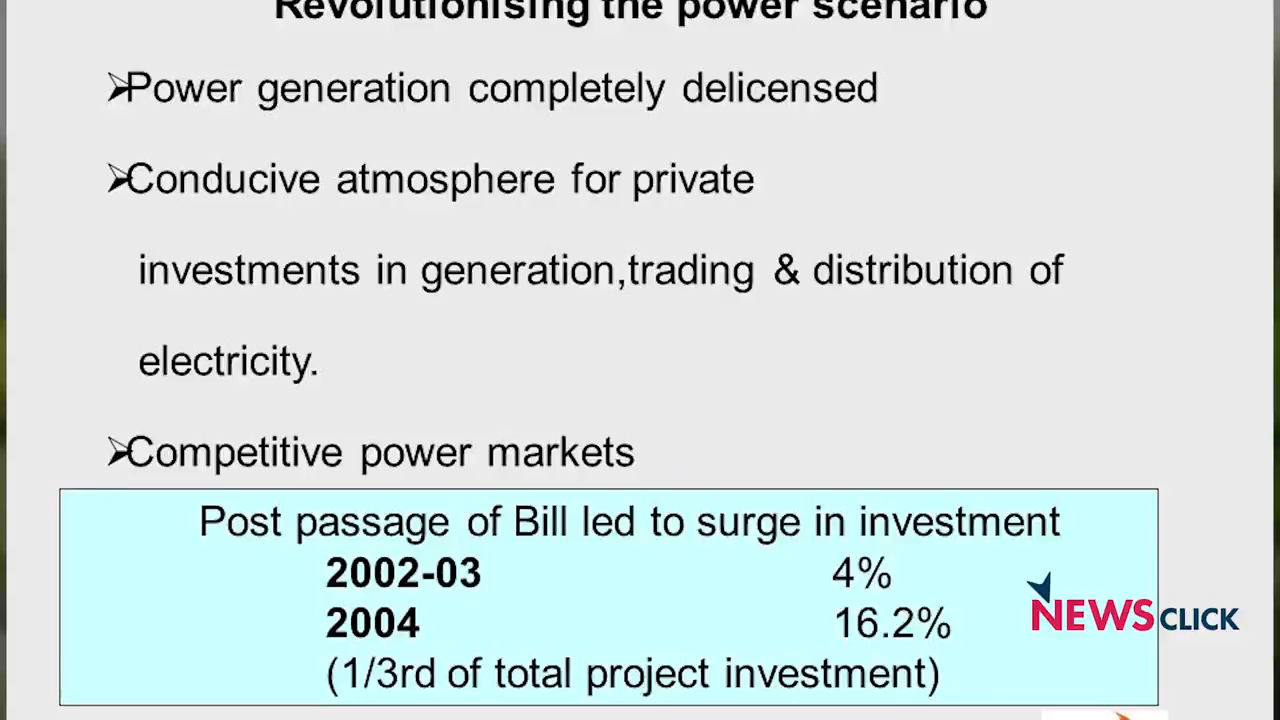 Revolutionising the power scenario
➢Power generation completely delicensed
➢Conducive atmosphere for private
investments in generation,trading & distribution of
electricity.
➢Competitive power markets
Post passage of Bill led to surge in investment
2002-03 4%
2004 16.2%
(1/3rd of total project investment)
NEWSCLICK